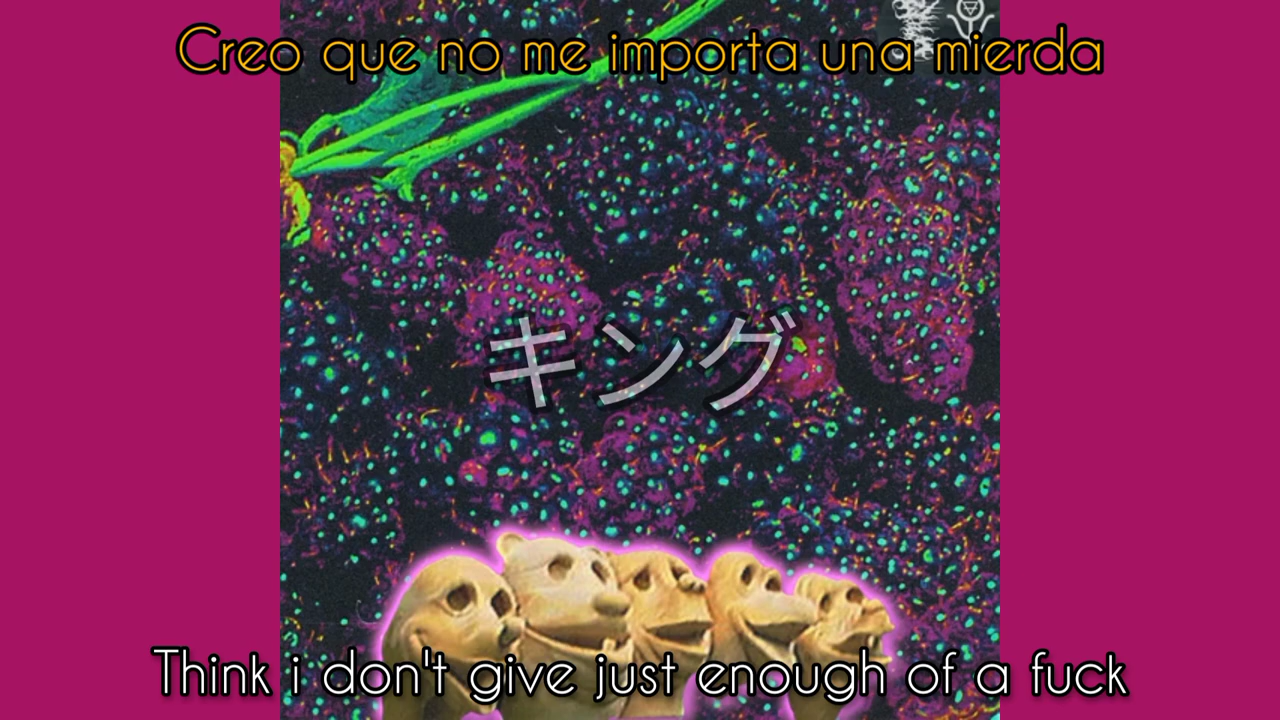 Creo que no me importa una mierda
キング
Think i don't give just enough of a fuck